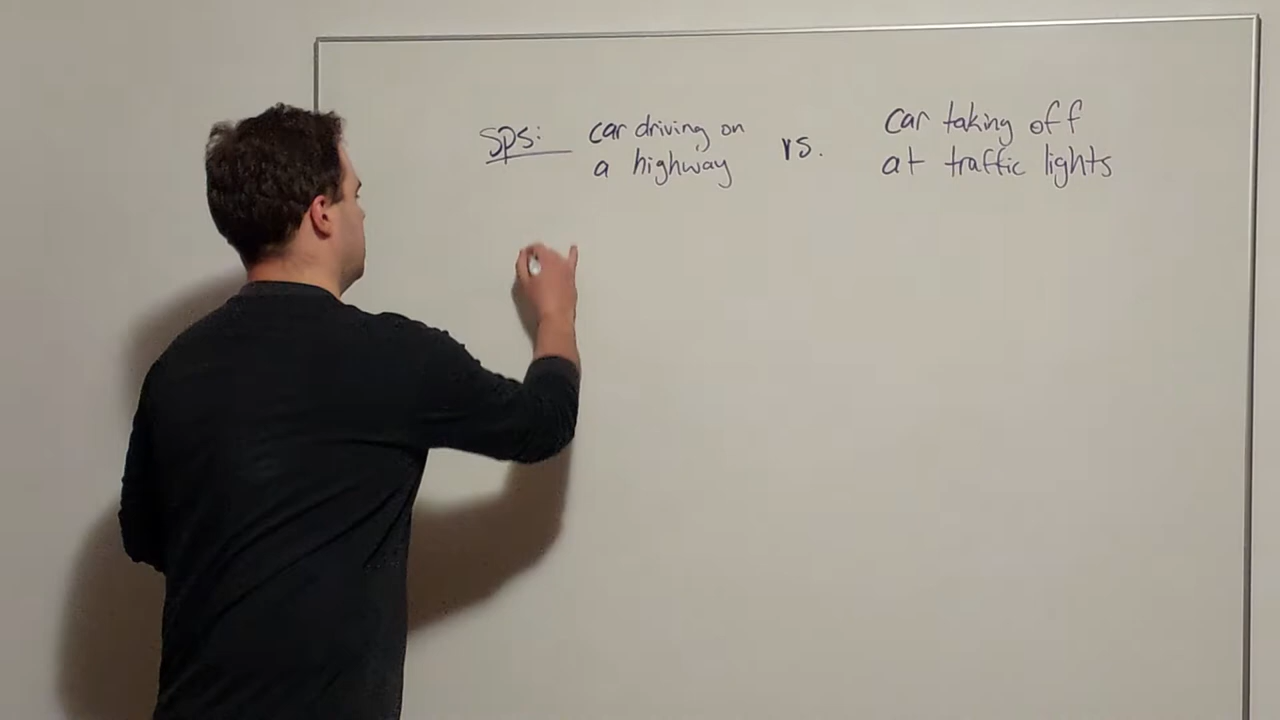 sps: car driving on vs. car taking off
a highway at traffic lights